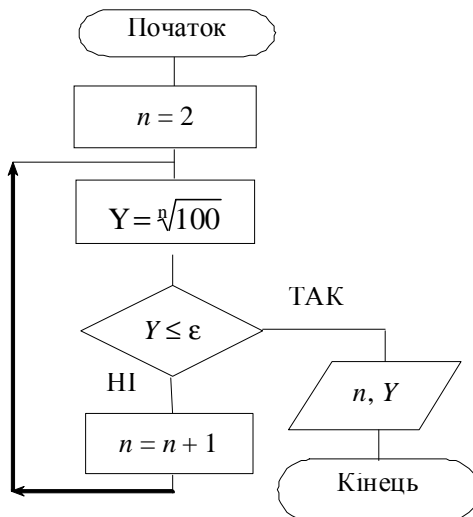 Початок
n = 2
Y = ⁿ√100
Y ≤ ε
ТАК
НІ
n, Y
n = n + 1
Кінець